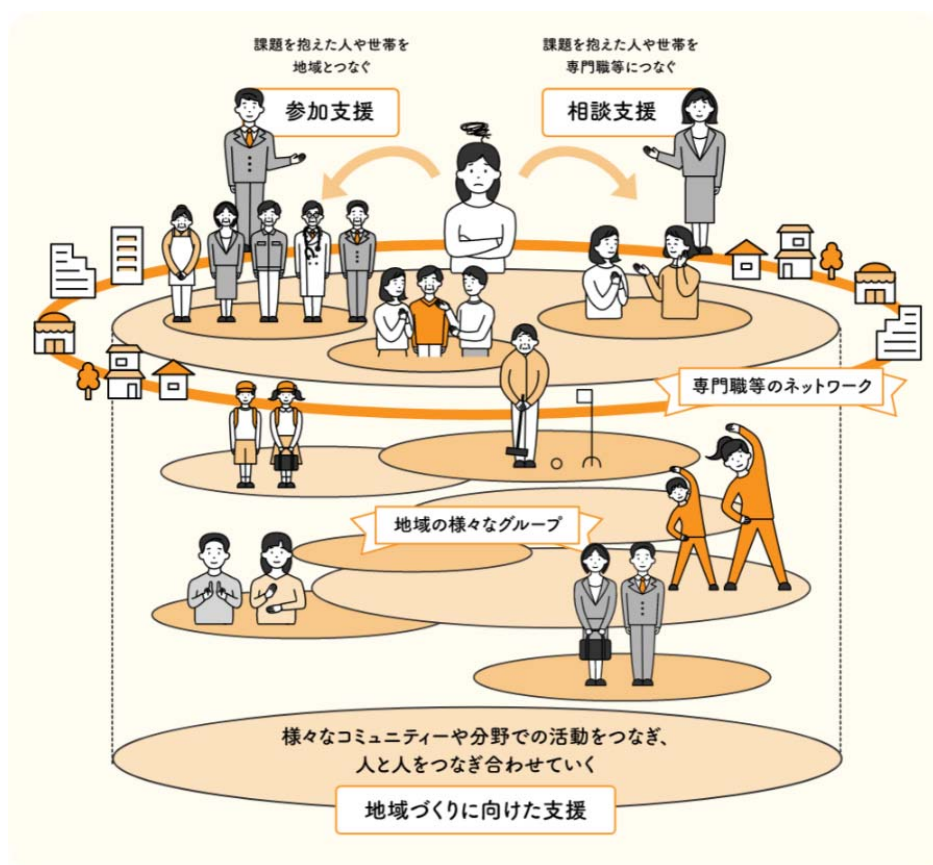 課題を抱えた人や世帯を
地域とつなぐ
参加支援
課題を抱えた人や世帯を
専門職等につなぐ
相談支援
専門職等のネットワーク
地域の様々なグループ
様々なコミュニティーや分野での活動をつなぎ、
人と人をつなぎ合わせていく
地域づくりに向けた支援